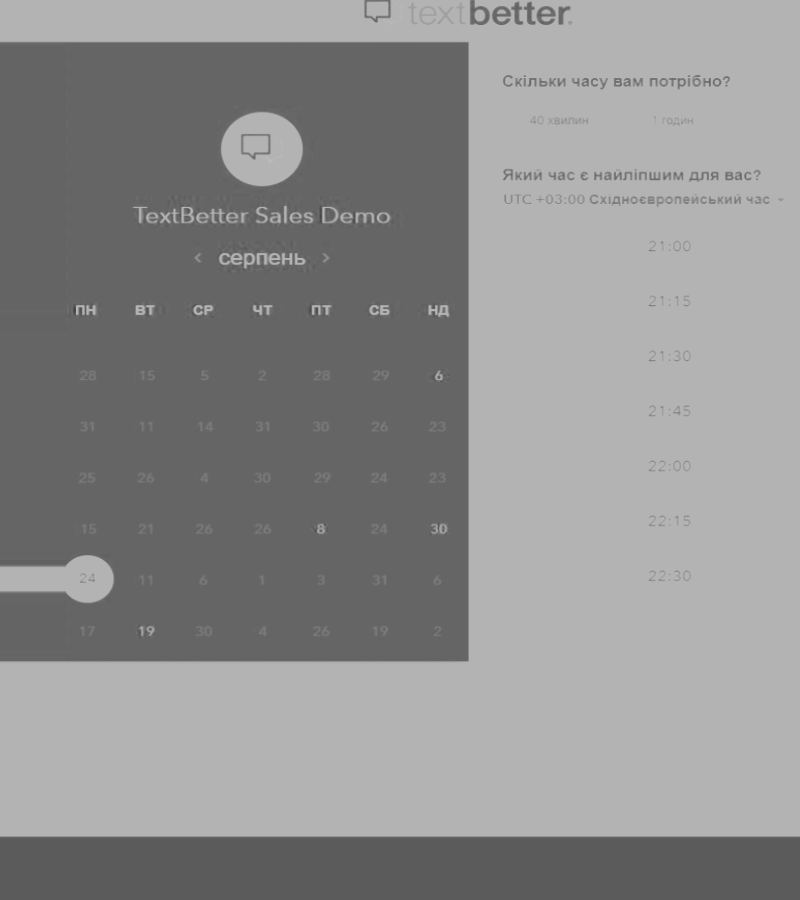 textbetter.
TextBetter Sales Demo
‹ серпень ›
ПН ВТ СР ЧТ ПТ СБ НД
28 15 5 2 28 29 6
31 11 14 31 30 26 23
25 26 4 30 29 24 23
15 21 26 26 8 24 30
24 11 6 1 3 31 6
17 19 30 4 26 19 2
Скільки часу вам потрібно?
40 хвилин 1 годин
Який час є найліпшим для вас?
UTC +03:00 Східноєвропейський час
21:00
21:15
21:30
21:45
22:00
22:15
22:30